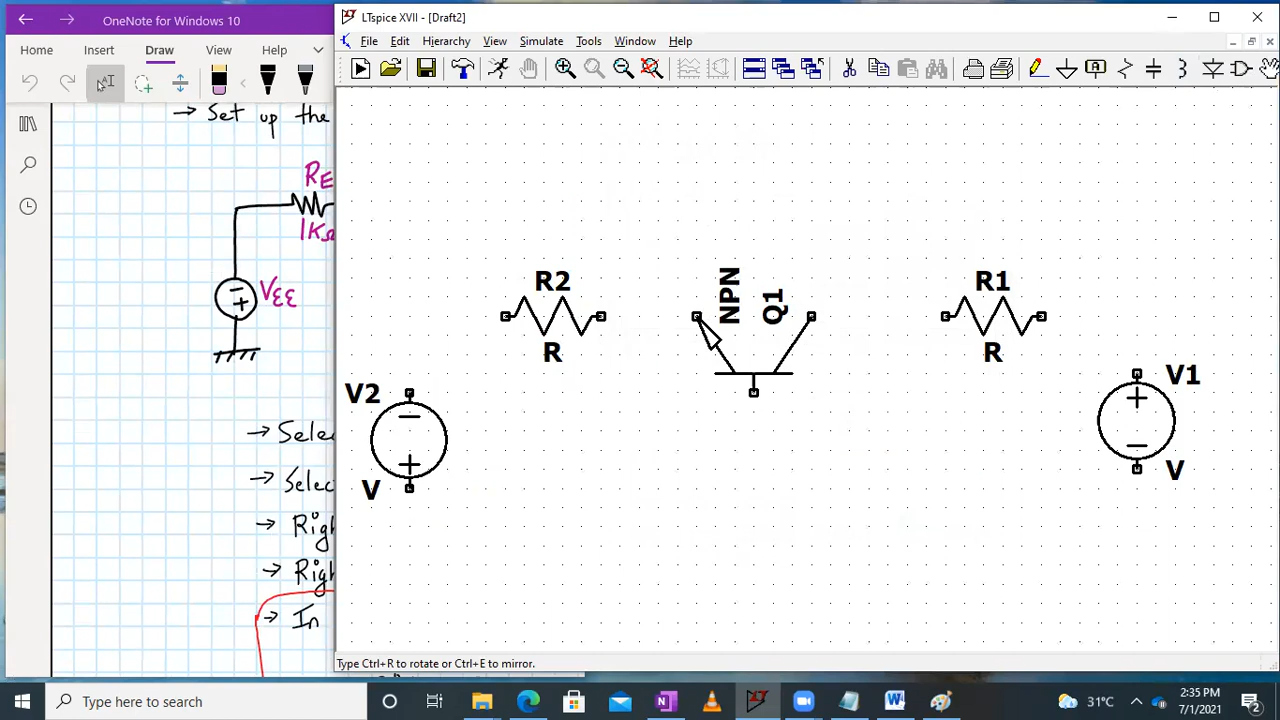 OneNote for Windows 10
Home Insert Draw View Help
→ Set up the
RE
1KΩ
VEE
→ Selec
→ Selec
→ Righ
→ Righ
→ In
LTspice XVII - [Draft2]
File Edit Hierarchy View Simulate Tools Window Help
R2
R
NPN
Q1
R1
R
V2
V
V1
V
Type Ctrl+R to rotate or Ctrl+E to mirror.
Type here to search
31°C
2:35 PM
7/1/2021
2